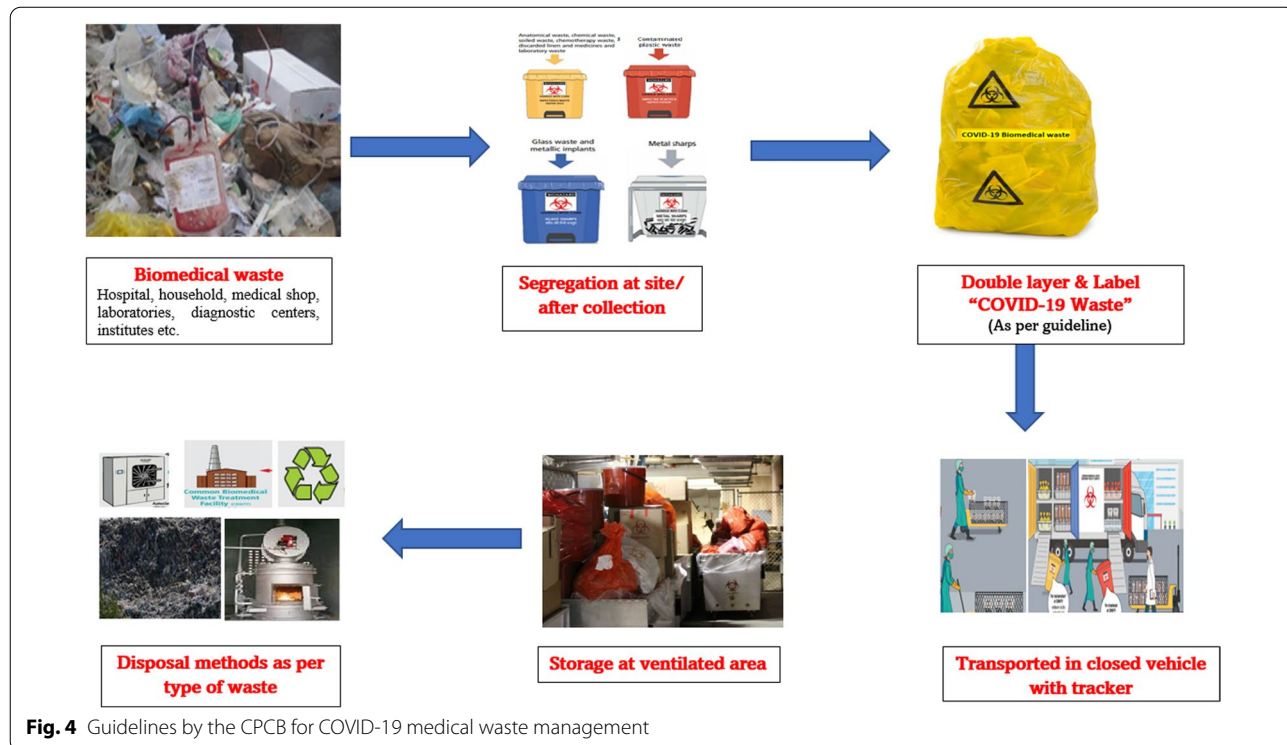 Anatomical waste, chemical waste,
soiled waste, chemotherapy waste,
discarded linen and medicines and
laboratory waste
Contaminated
plastic waste
Glass waste and
metallic implants
Metal sharps
GLASS SHARPS
METAL SHARPS
COVID-19 Biomedical waste
Biomedical waste
Hospital, household, medical shop,
laboratories, diagnostic centers,
institutes etc.
Segregation at site/
after collection
Double layer & Label
“COVID-19 Waste”
(As per guideline)
Common Biomedical
Waste Treatment
Facility
Disposal methods as per
type of waste
Storage at ventilated area
Transported in closed vehicle
with tracker
Fig. 4 Guidelines by the CPCB for COVID-19 medical waste management